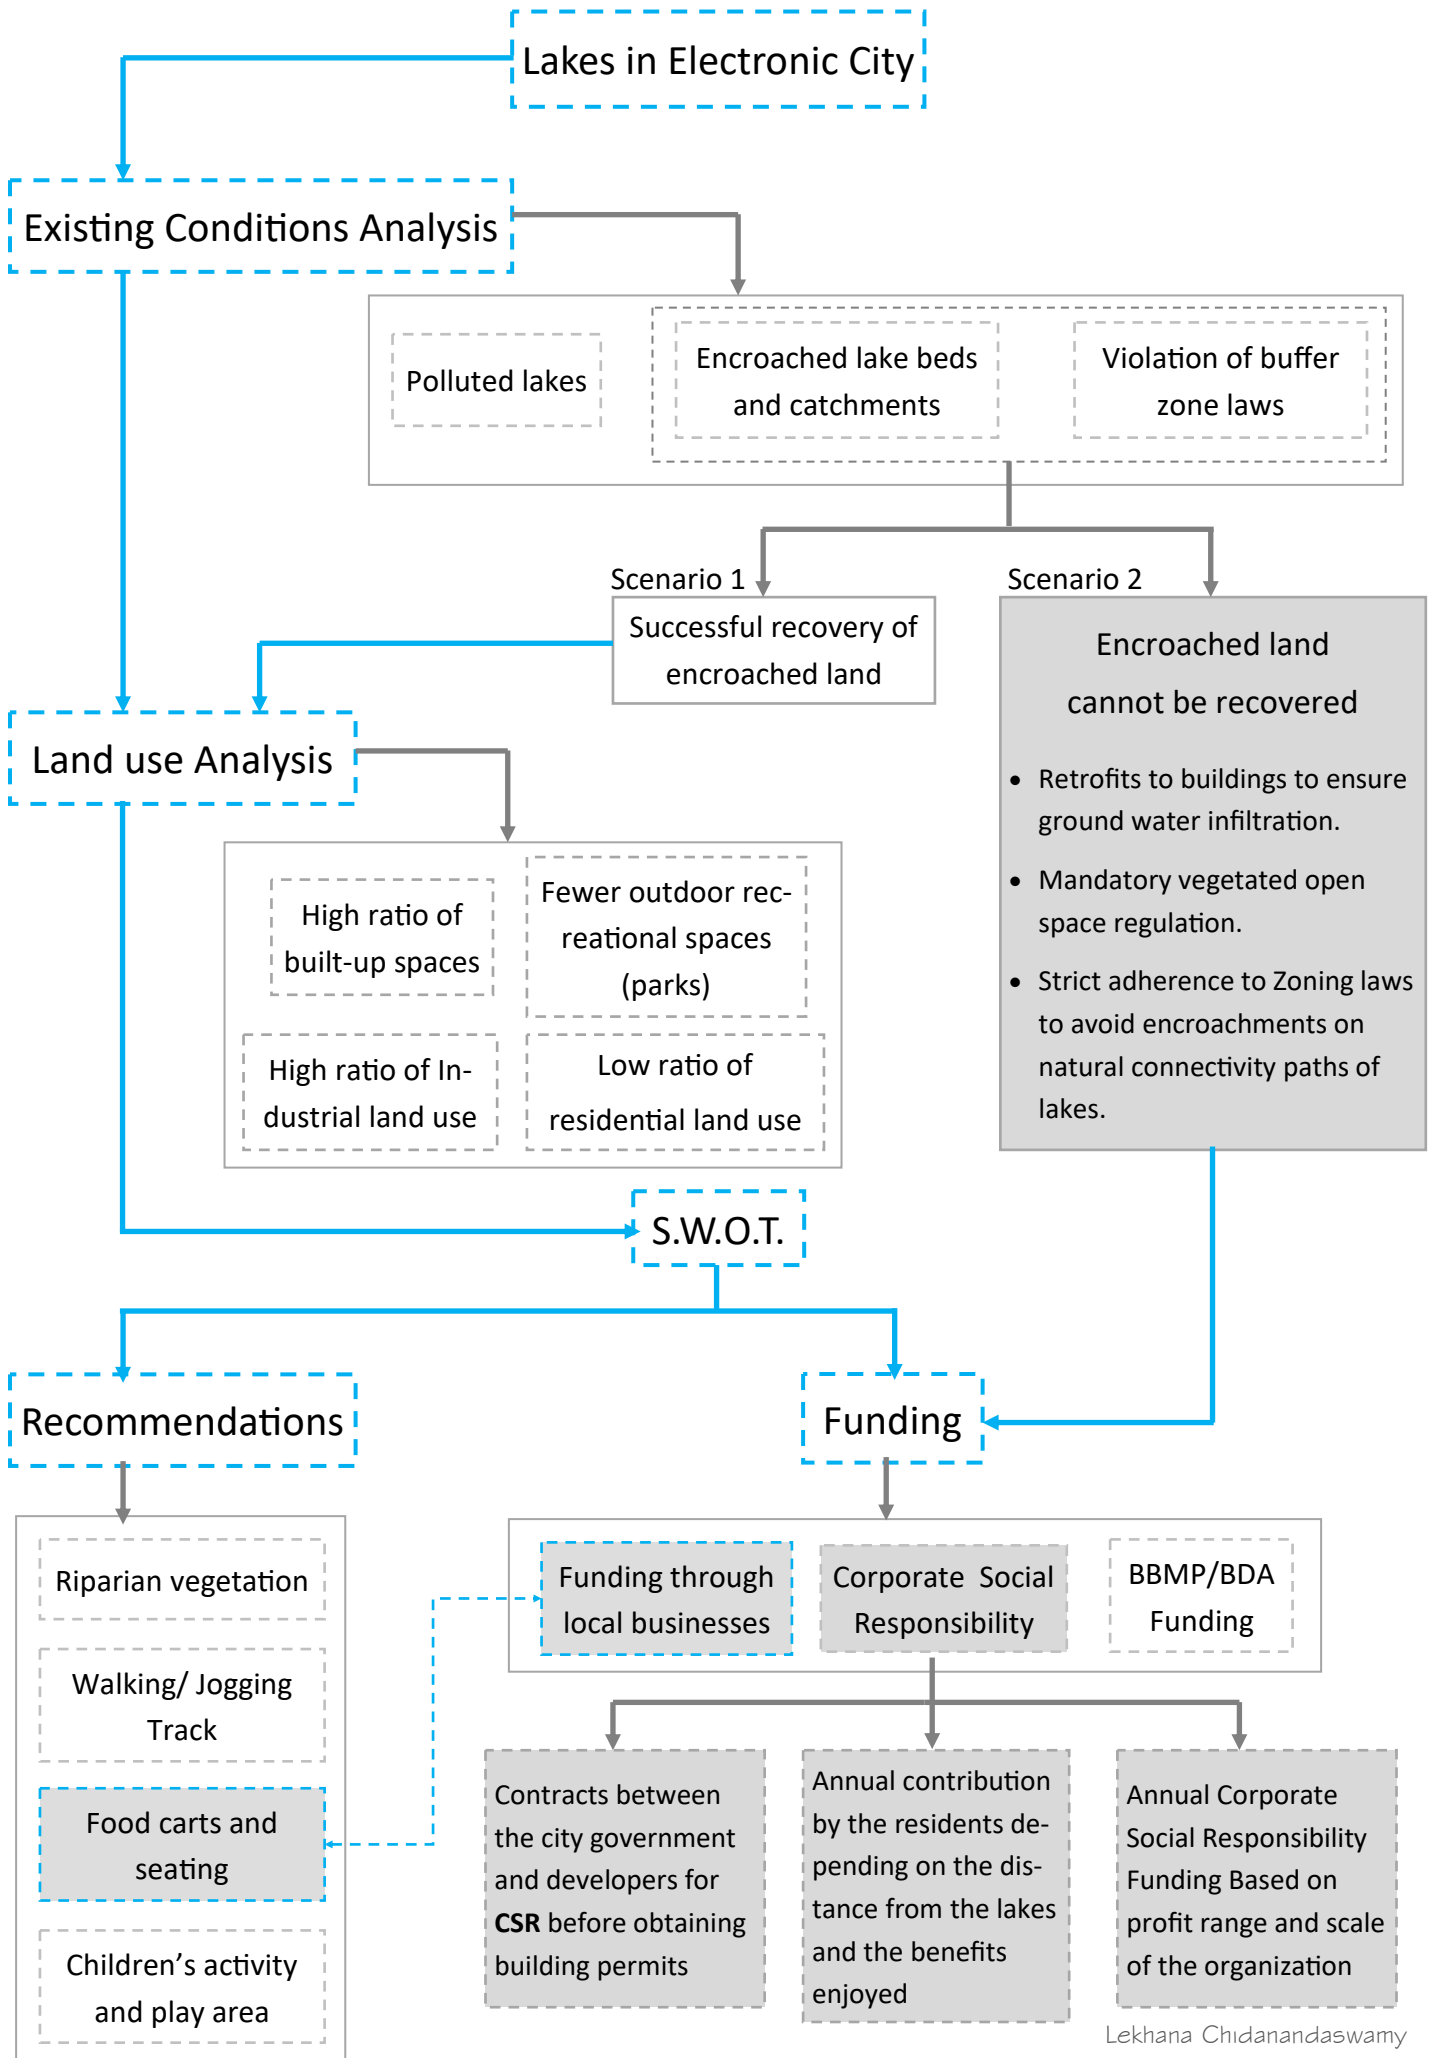 Lakes in Electronic City
Existing Conditions Analysis
Polluted lakes
Encroached lake beds
and catchments
Violation of buffer
zone laws
Scenario 1
Successful recovery of
encroached land
Scenario 2
Encroached land
cannot be recovered
• Retrofits to buildings to ensure
ground water infiltration.
• Mandatory vegetated open
space regulation.
• Strict adherence to Zoning laws
to avoid encroachments on
natural connectivity paths of
lakes.
Land use Analysis
High ratio of
built-up spaces
Fewer outdoor rec-
reational spaces
(parks)
High ratio of In-
dustrial land use
Low ratio of
residential land use
S.W.O.T.
Recommendations
Riparian vegetation
Walking/ Jogging
Track
Food carts and
seating
Children's activity
and play area
Funding
Funding through
local businesses
Corporate Social
Responsibility
BBMP/BDA
Funding
Contracts between
the city government
and developers for
CSR before obtaining
building permits
Annual contribution
by the residents de-
pending on the dis-
tance from the lakes
and the benefits
enjoyed
Annual Corporate
Social Responsibility
Funding Based on
profit range and scale
of the organization
Lekhana Chidanandaswamy